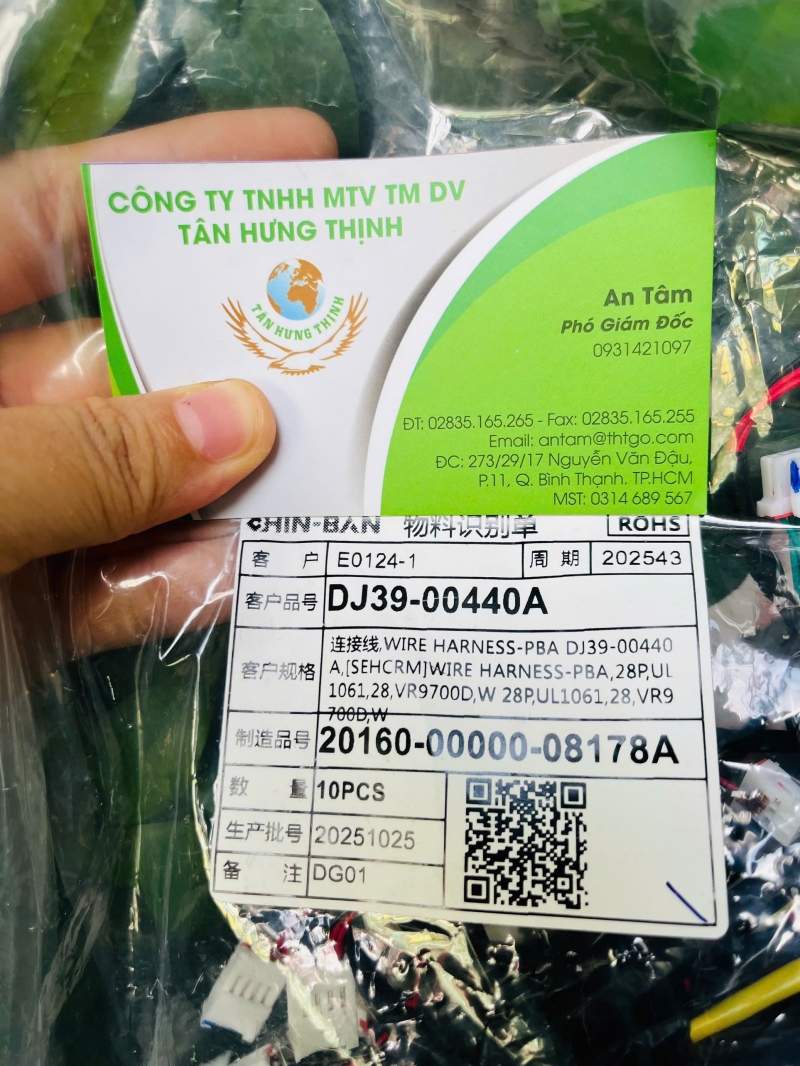 CÔNG TY TNHH MTV TM DV
TÂN HƯNG THỊNH
TÂN HƯNG THỊNH
An Tâm
Phó Giám Đốc
0931421097
ĐT: 02835.165.265 - Fax: 02835.165.255
Email: antam@thtgo.com
ĐC: 273/29/17 Nguyễn Văn Đậu,
P.11, Q. Bình Thạnh. TP.HCM
MST: 0314 689 567
CHIN-BAN 物料识别单 ROHS
客 户 E0124-1 周 期 202543
客户品号 DJ39-00440A
客户规格 连接线,WIRE HARNESS-PBA DJ39-00440
A,[SEHCRM]WIRE HARNESS-PBA,28P,UL
1061,28,VR9700D,W 28P,UL1061,28,VR9
700D,W
制造品号 20160-00000-08178A
数 量 10PCS
生产批号 20251025
备 注 DG01